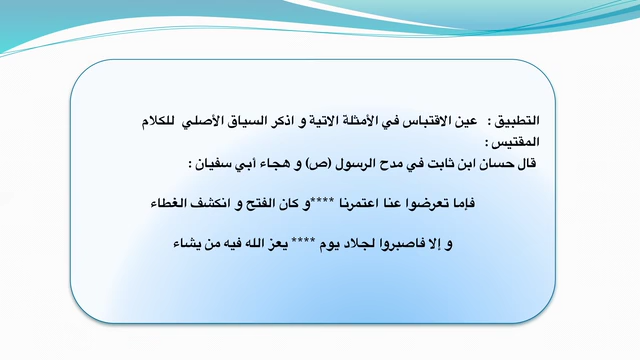 التطبيق : عين الاقتباس في الأمثلة الاتية و اذكر السياق الأصلي للكلام
المقتبس :
قال حسان ابن ثابت في مدح الرسول (ص) و هجاء أبي سفيان :
فإما تعرضوا عنا اعتمرنا ****و كان الفتح و انكشف الغطاء
و إلا فاصبروا لجلاد يوم **** يعز الله فيه من يشاء